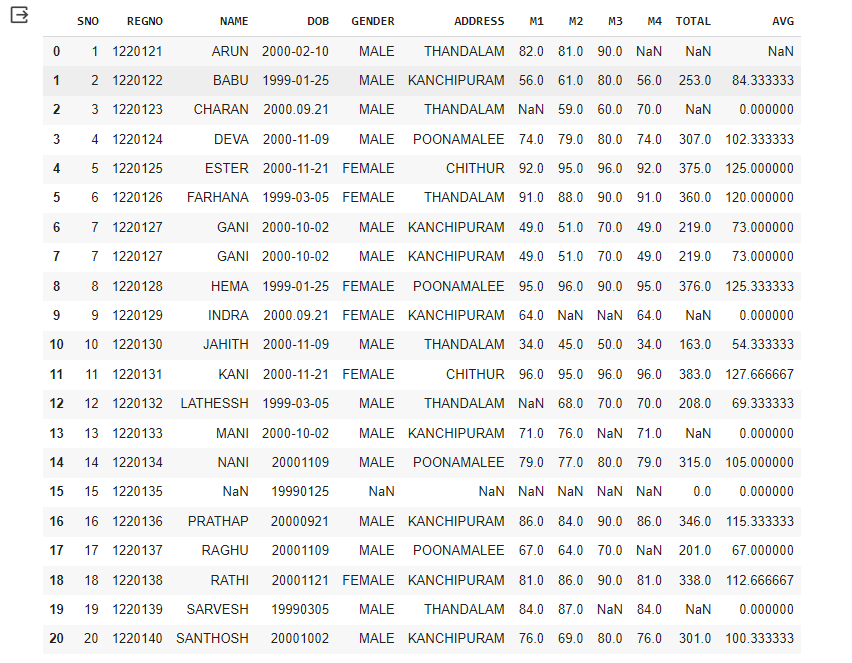 SNO REGNO NAME DOB GENDER ADDRESS M1 M2 M3 M4 TOTAL AVG
0 1 1220121 ARUN 2000-02-10 MALE THANDALAM 82.0 81.0 90.0 NaN NaN NaN
1 2 1220122 BABU 1999-01-25 MALE KANCHIPURAM 56.0 61.0 80.0 56.0 253.0 84.333333
2 3 1220123 CHARAN 2000.09.21 MALE THANDALAM NaN 59.0 60.0 70.0 NaN 0.000000
3 4 1220124 DEVA 2000-11-09 MALE POONAMALEE 74.0 79.0 80.0 74.0 307.0 102.333333
4 5 1220125 ESTER 2000-11-21 FEMALE CHITHUR 92.0 95.0 96.0 92.0 375.0 125.000000
5 6 1220126 FARHANA 1999-03-05 FEMALE THANDALAM 91.0 88.0 90.0 91.0 360.0 120.000000
6 7 1220127 GANI 2000-10-02 MALE KANCHIPURAM 49.0 51.0 70.0 49.0 219.0 73.000000
7 7 1220127 GANI 2000-10-02 MALE KANCHIPURAM 49.0 51.0 70.0 49.0 219.0 73.000000
8 8 1220128 HEMA 1999-01-25 FEMALE POONAMALEE 95.0 96.0 90.0 95.0 376.0 125.333333
9 9 1220129 INDRA 2000.09.21 FEMALE KANCHIPURAM 64.0 NaN NaN 64.0 NaN 0.000000
10 10 1220130 JAHITH 2000-11-09 MALE THANDALAM 34.0 45.0 50.0 34.0 163.0 54.333333
11 11 1220131 KANI 2000-11-21 FEMALE CHITHUR 96.0 95.0 96.0 96.0 383.0 127.666667
12 12 1220132 LATHESSH 1999-03-05 MALE THANDALAM NaN 68.0 70.0 70.0 208.0 69.333333
13 13 1220133 MANI 2000-10-02 MALE KANCHIPURAM 71.0 76.0 NaN 71.0 NaN 0.000000
14 14 1220134 NANI 20001109 MALE POONAMALEE 79.0 77.0 80.0 79.0 315.0 105.000000
15 15 1220135 NaN 19990125 NaN NaN NaN NaN NaN NaN 0.0 0.000000
16 16 1220136 PRATHAP 20000921 MALE KANCHIPURAM 86.0 84.0 90.0 86.0 346.0 115.333333
17 17 1220137 RAGHU 20001109 MALE POONAMALEE 67.0 64.0 70.0 NaN 201.0 67.000000
18 18 1220138 RATHI 20001121 FEMALE KANCHIPURAM 81.0 86.0 90.0 81.0 338.0 112.666667
19 19 1220139 SARVESH 19990305 MALE THANDALAM 84.0 87.0 NaN 84.0 NaN 0.000000
20 20 1220140 SANTHOSH 20001002 MALE KANCHIPURAM 76.0 69.0 80.0 76.0 301.0 100.333333